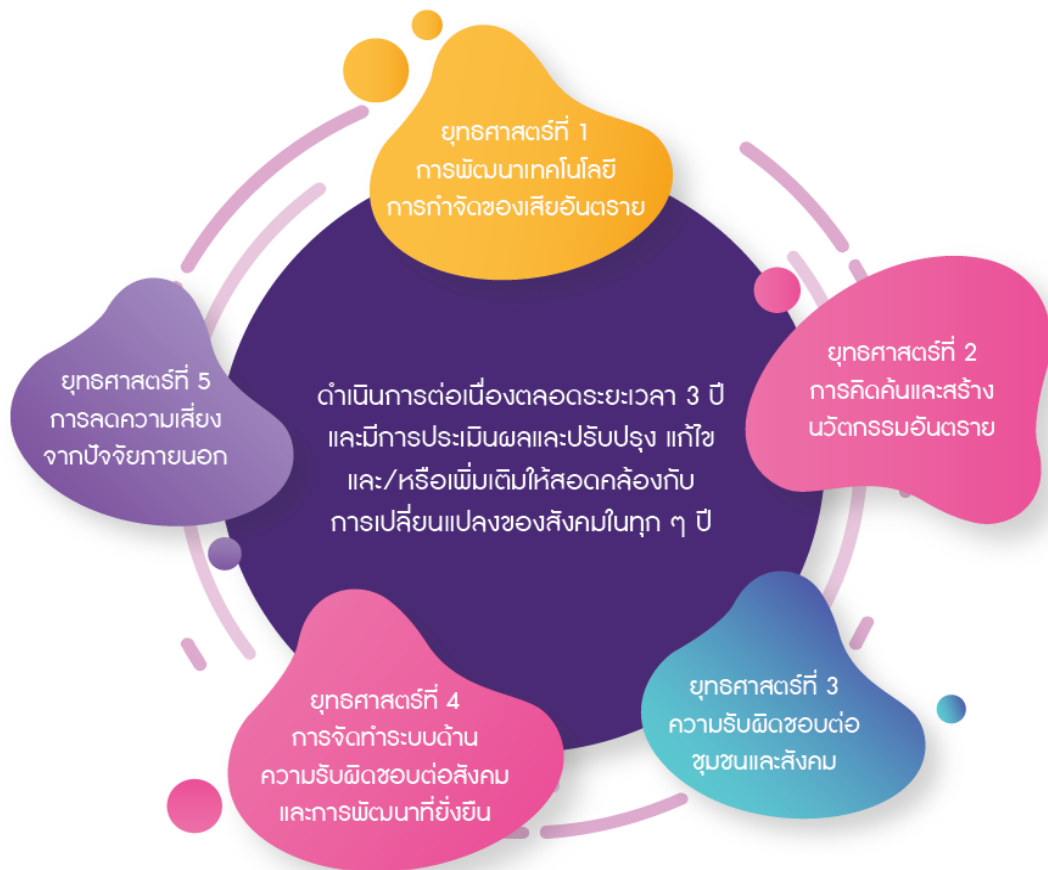 ยุทธศาสตร์ที่ 1
การพัฒนาเทคโนโลยี
การกำจัดของเสียอันตราย
ยุทธศาสตร์ที่ 2
การคิดค้นและสร้าง
นวัตกรรมอันตราย
ยุทธศาสตร์ที่ 3
ความรับผิดชอบต่อ
ชุมชนและสังคม
ยุทธศาสตร์ที่ 4
การจัดทำระบบด้าน
ความรับผิดชอบต่อสังคม
และการพัฒนาที่ยั่งยืน
ยุทธศาสตร์ที่ 5
การลดความเสี่ยง
จากปัจจัยภายนอก
ดำเนินการต่อเนื่องตลอดระยะเวลา 3 ปี
และมีการประเมินผลและปรับปรุง แก้ไข
และ/หรือเพิ่มเติมให้สอดคล้องกับ
การเปลี่ยนแปลงของสังคมในทุก ๆ ปี